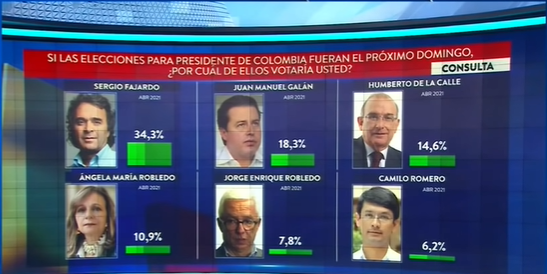 SI LAS ELECCIONES PARA PRESIDENTE DE COLOMBIA FUERAN EL PRÓXIMO DOMINGO,
¿POR CUAL DE ELLOS VOTARÍA USTED?
CONSULTA
SERGIO FAJARDO
ABR 2021
34,3%
JUAN MANUEL GALÁN
ABR 2021
18,3%
HUMBERTO DE LA CALLE
ABR 2021
14,6%
ÁNGELA MARÍA ROBLEDO
ABR 2021
10,9%
JORGE ENRIQUE ROBLEDO
ABR 2021
7,8%
CAMILO ROMERO
ABR 2021
6,2%